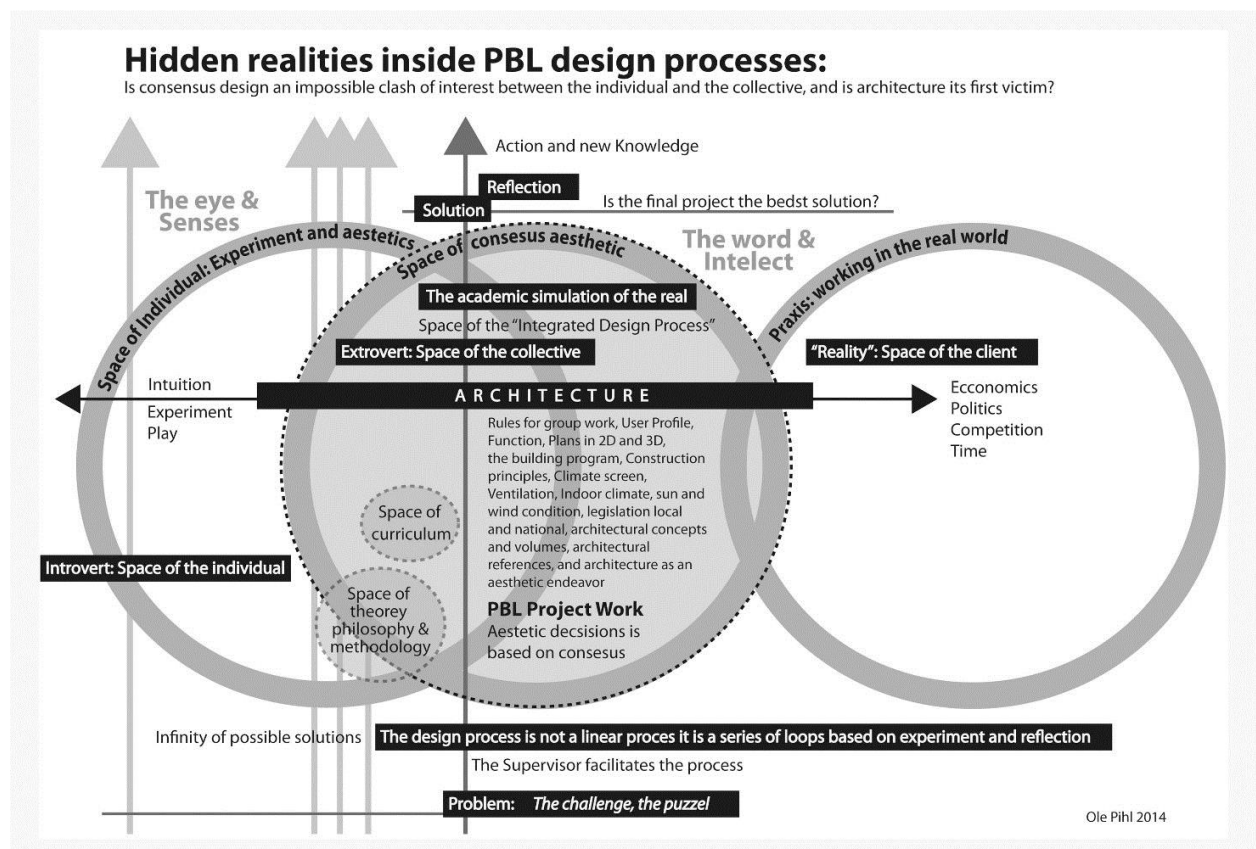 Hidden realities inside PBL design processes:
Is consensus design an impossible clash of interest between the individual and the collective, and is architecture its first victim?
Action and new Knowledge
Reflection
Solution
Is the final project the bedst solution?
The eye &
Senses
The word &
Intelect
Space of Individual: Experiment and aestetics
Space of consesus aesthetic
Praxis: working in the real world
The academic simulation of the real
Space of the "Integrated Design Process"
Extrovert: Space of the collective
"Reality": Space of the client
ARCHITECTURE
Intuition
Experiment
Play
Ecconomics
Politics
Competition
Time
Rules for group work, User Profile,
Function, Plans in 2D and 3D,
the building program, Construction
principles, Climate screen,
Ventilation, Indoor climate, sun and
wind condition, legislation local
and national, architectural concepts
and volumes, architectural
references, and architecture as an
aesthetic endeavor
Space of
curriculum
Introvert: Space of the individual
Space of
theorey
philosophy &
methodology
PBL Project Work
Aestetic decsisions is
based on consesus
Infinity of possible solutions
The design process is not a linear proces it is a series of loops based on experiment and reflection
The Supervisor facilitates the process
Problem: The challenge, the puzzel
Ole Pihl 2014